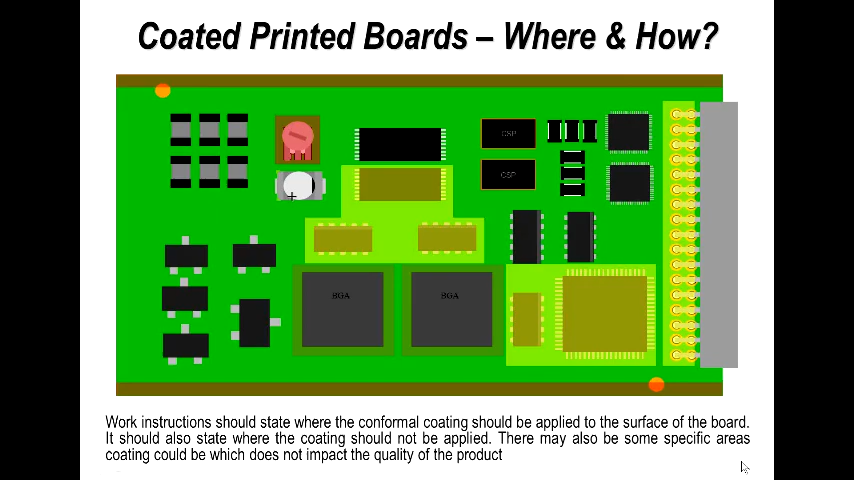 Coated Printed Boards – Where & How?
CSP
CSP
BGA
BGA
Work instructions should state where the conformal coating should be applied to the surface of the board.
It should also state where the coating should not be applied. There may also be some specific areas
coating could be which does not impact the quality of the product